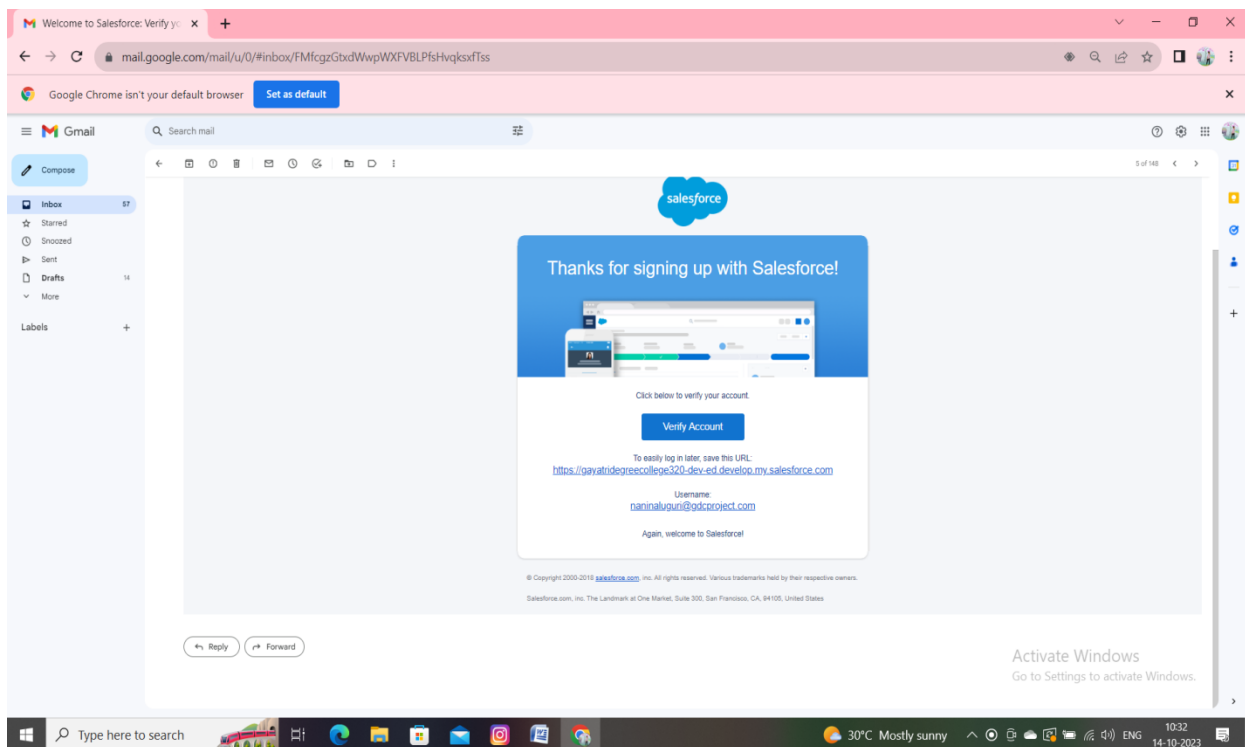 Welcome to Salesforce: Verify yo
mail.google.com/mail/u/0/#inbox/FMfcgzGtxdWwpWXFVBLPfsHvqksxfTss
Google Chrome isn't your default browser Set as default
Gmail Search mail
Compose 5 of 148
Inbox 57
Starred
Snoozed
Sent
Drafts 14
More
Labels
salesforce
Thanks for signing up with Salesforce!
Click below to verify your account.
Verify Account
To easily log in later, save this URL:
https://gayatridegreecollege320-dev-ed.develop.my.salesforce.com
Username:
naninaluguri@gdcproject.com
Again, welcome to Salesforce!
© Copyright 2000-2018 salesforce.com, inc. All rights reserved. Various trademarks held by their respective owners.
Salesforce.com, inc. The Landmark at One Market, Suite 300, San Francisco, CA, 94105, United States
Reply Forward
Activate Windows
Go to Settings to activate Windows.
Type here to search 30°C Mostly sunny ENG 10:32
14-10-2023